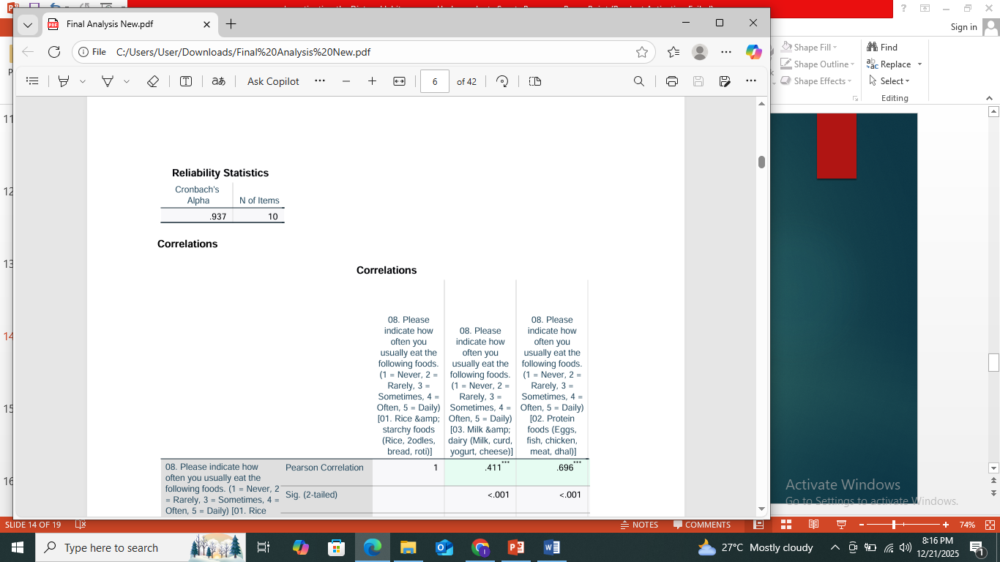 Final Analysis New.pdf
Sign in
File C:/Users/User/Downloads/Final%20Analysis%20New.pdf
Shape Fill
Shape Outline
Shape Effects
Find
Replace
Select
Editing
Ask Copilot
6 of 42
11
12
13
14
15
16
Reliability Statistics
Cronbach's
Alpha
N of Items
.937 10
Correlations
Correlations
08. Please
indicate how
often you
usually eat the
following foods.
(1 = Never, 2 =
Rarely, 3 =
Sometimes, 4 =
Often, 5 = Daily)
[01. Rice &amp;
starchy foods
(Rice, 2odles,
bread, roti)]
08. Please
indicate how
often you
usually eat the
following foods.
(1 = Never, 2 =
Rarely, 3 =
Sometimes, 4 =
Often, 5 = Daily)
[03. Milk &amp;
dairy (Milk, curd,
yogurt, cheese)]
08. Please
indicate how
often you
usually eat the
following foods.
(1 = Never, 2 =
Rarely, 3 =
Sometimes, 4 =
Often, 5 = Daily)
[02. Protein
foods (Eggs,
fish, chicken,
meat, dhal)]
08. Please indicate how
often you usually eat the
following foods. (1 = Never, 2
= Rarely, 3 = Sometimes, 4 =
Often, 5 = Daily) [01. Rice
Pearson Correlation 1 .411*** .696***
Sig. (2-tailed) <.001 <.001
Activate Windows
Go to Settings to activate Windows.
SLIDE 14 OF 19
NOTES
COMMENTS
74%
Type here to search
27°C Mostly cloudy
8:16 PM
12/21/2025
1